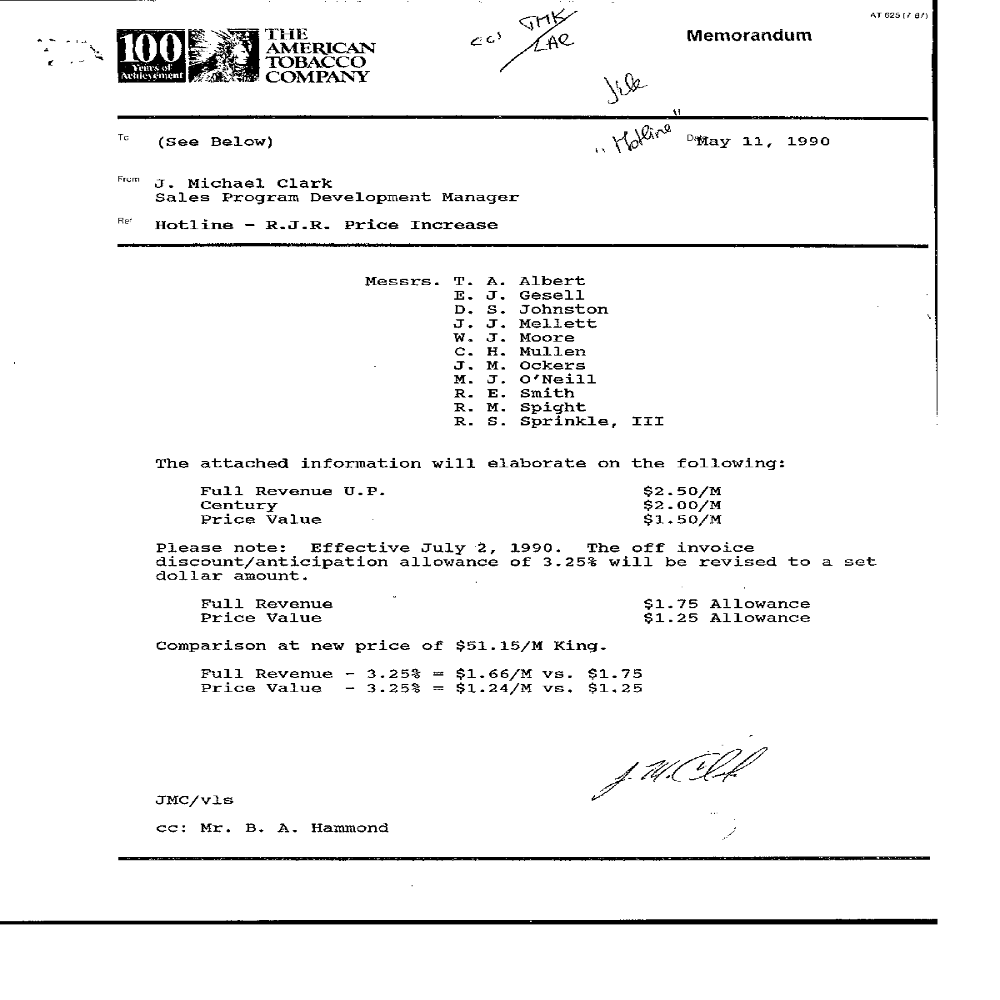 AT 625 (7 87)
100
Years of
Achievement
THE
AMERICAN
TOBACCO
COMPANY
cc:
Memorandum
"Hotline"
To (See Below)
Date May 11, 1990
From J. Michael Clark
Sales Program Development Manager
Re: Hotline - R.J.R. Price Increase
Messrs. T. A. Albert
E. J. Gesell
D. S. Johnston
J. J. Mellett
W. J. Moore
C. H. Mullen
J. M. Ockers
M. J. O'Neill
R. E. Smith
R. M. Spight
R. S. Sprinkle, III
The attached information will elaborate on the following:
Full Revenue U.P. $2.50/M
Century $2.00/M
Price Value $1.50/M
Please note: Effective July 2, 1990. The off invoice
discount/anticipation allowance of 3.25% will be revised to a set
dollar amount.
Full Revenue $1.75 Allowance
Price Value $1.25 Allowance
Comparison at new price of $51.15/M King.
Full Revenue - 3.25% = $1.66/M vs. $1.75
Price Value - 3.25% = $1.24/M vs. $1.25
JMC/vls
cc: Mr. B. A. Hammond